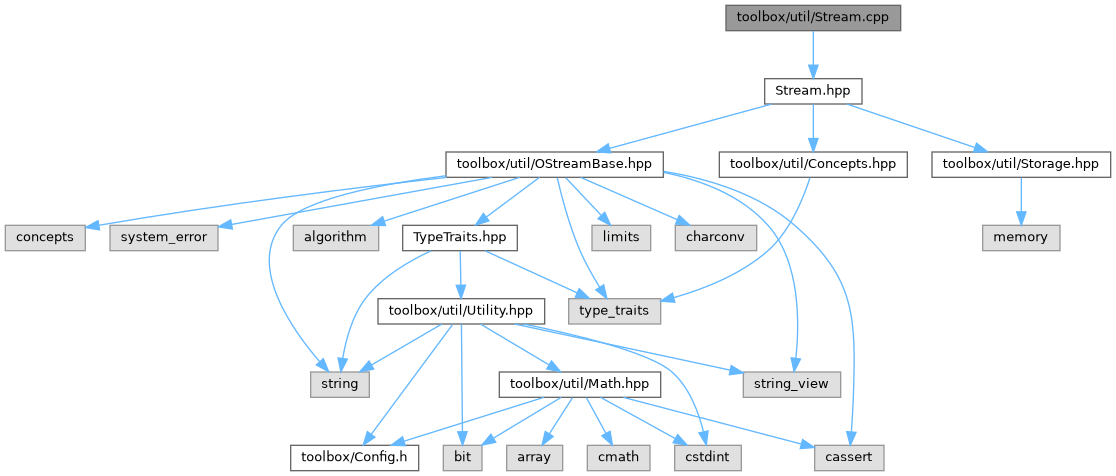 toolbox/util/Stream.cpp
Stream.hpp
toolbox/util/OStreamBase.hpp
toolbox/util/Concepts.hpp
toolbox/util/Storage.hpp
concepts
system_error
algorithm
TypeTraits.hpp
limits
charconv
memory
toolbox/util/Utility.hpp
type_traits
string
toolbox/util/Math.hpp
string_view
toolbox/Config.h
bit
array
cmath
cstdint
cassert